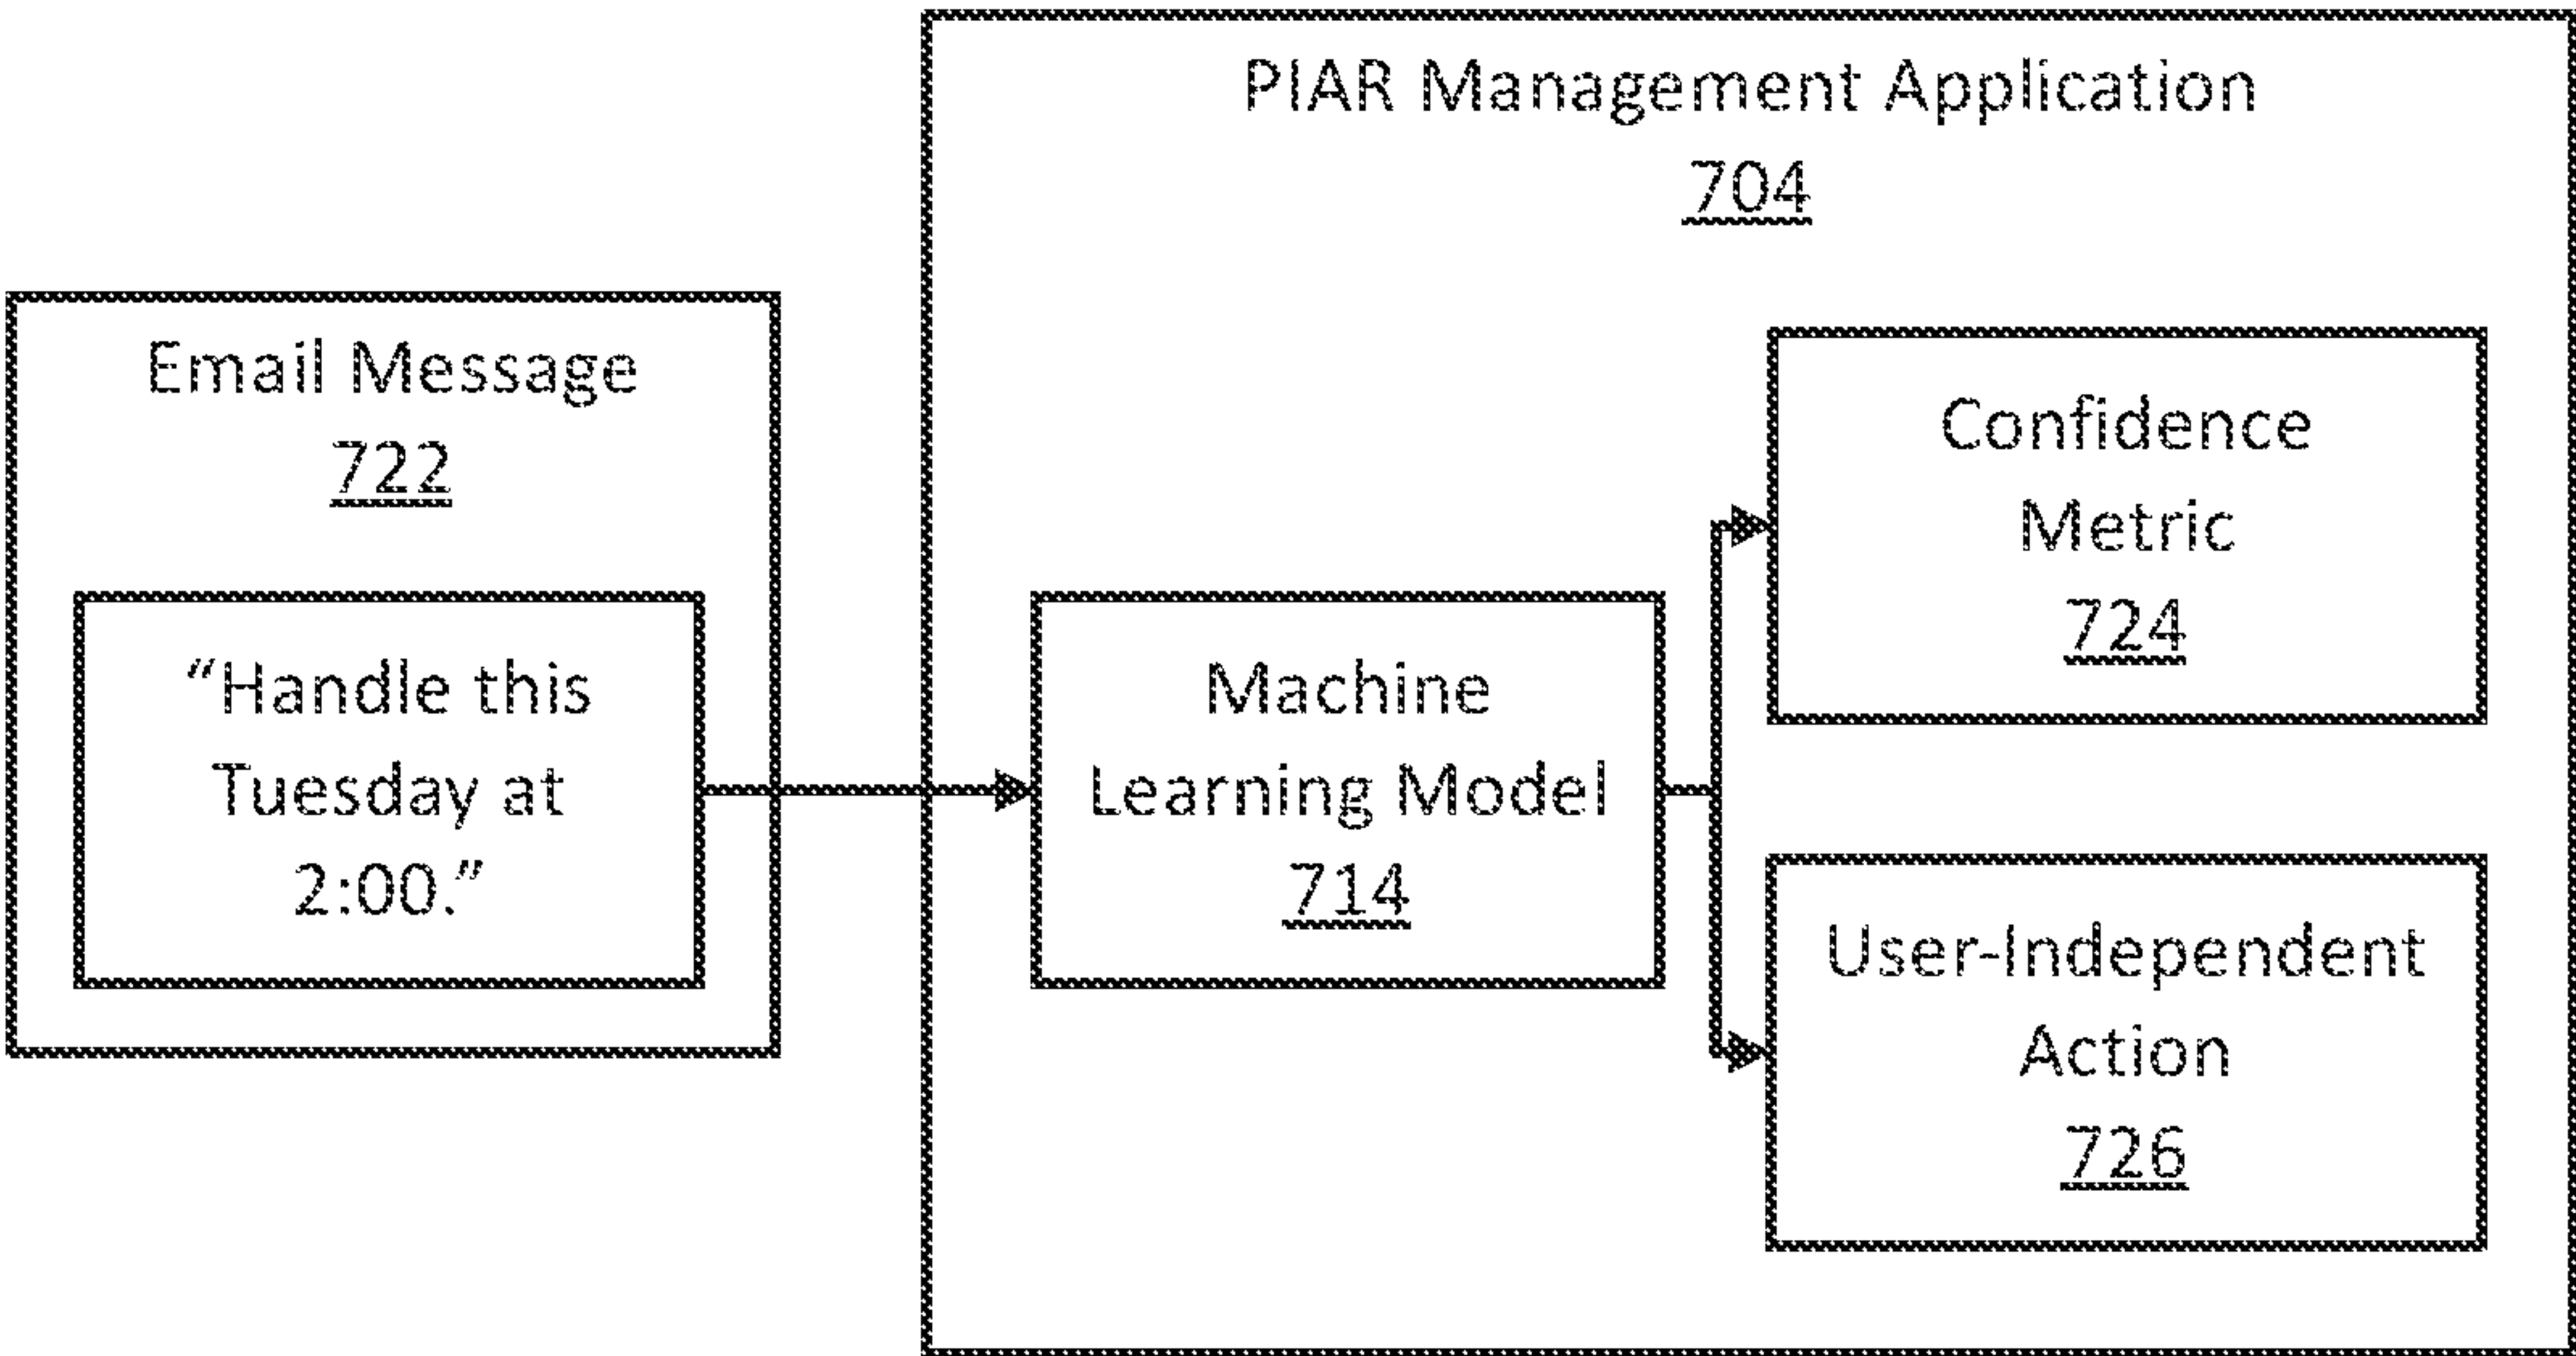 PIAR Management Application
704
Email Message
722
“Handle this
Tuesday at
2:00.”
Machine
Learning Model
714
Confidence
Metric
724
User-Independent
Action
726